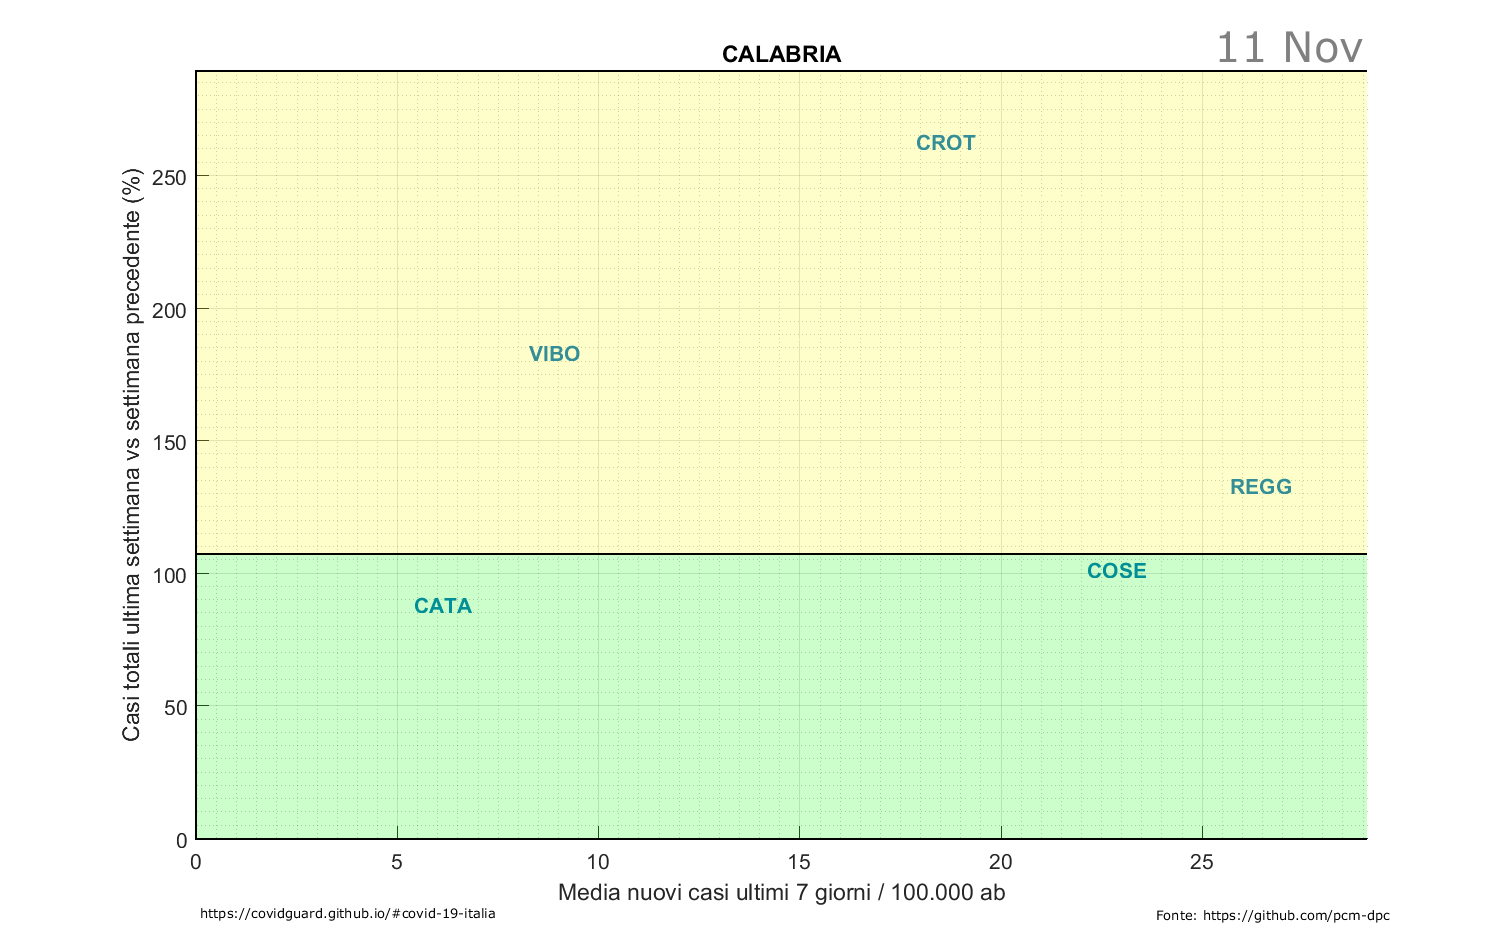 11 Nov
CALABRIA
Casi totali ultima settimana vs settimana precedente (%)
250
200
150
100
50
0
CROT
VIBO
REGG
COSE
CATA
0 5 10 15 20 25
Media nuovi casi ultimi 7 giorni / 100.000 ab
https://covidguard.github.io/#covid-19-italia
Fonte: https://github.com/pcm-dpc